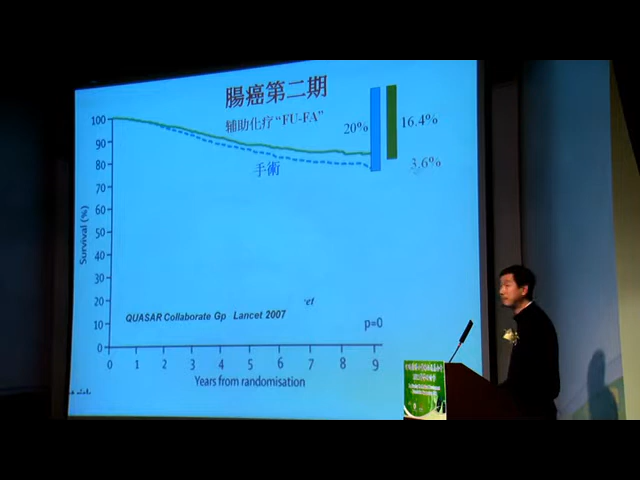 腸癌第二期
辅助化疗 "FU-FA"
20%
16.4%
3.6%
手術
100
90
80
70
60
50
40
30
20
10
0
Survival (%)
QUASAR Collaborate Gp Lancet 2007
p=0
0 1 2 3 4 5 6 7 8 9
Years from randomisation